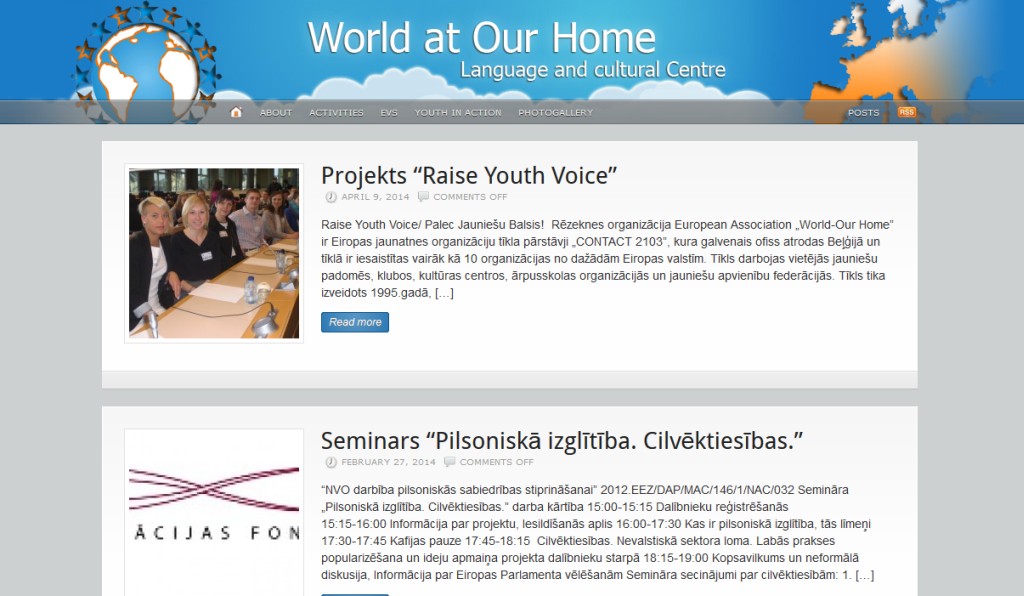 World at Our Home
Language and cultural Centre
ABOUT ACTIVITIES EVS YOUTH IN ACTION PHOTOGALLERY POSTS RSS
Projekts “Raise Youth Voice”
APRIL 9, 2014 COMMENTS OFF
Raise Youth Voice/ Palec Jauniešu Balsis! Rēzeknes organizācija European Association „World-Our Home”
ir Eiropas jaunatnes organizāciju tīkla pārstāvji „CONTACT 2103”, kura galvenais ofiss atrodas Beļģijā un
tīklā ir iesaistītas vairāk kā 10 organizācijas no dažādām Eiropas valstīm. Tīkls darbojas vietējās jauniešu
padomēs, klubos, kultūras centros, ārpusskolas organizācijās un jauniešu apvienību federācijās. Tīkls tika
izveidots 1995.gadā, […]
Read more
Seminars “Pilsoniskā izglītība. Cilvēktiesības.”
FEBRUARY 27, 2014 COMMENTS OFF
“NVO darbība pilsoniskās sabiedrības stiprināšanai” 2012.EEZ/DAP/MAC/146/1/NAC/032 Semināra
„Pilsoniskā izglītība. Cilvēktiesības.” darba kārtība 15:00-15:15 Dalībnieku reģistrēšanās
15:15-16:00 Informācija par projektu, Iesildīšanās aplis 16:00-17:30 Kas ir pilsoniskā izglītība, tās līmeņi
17:30-17:45 Kafijas pauze 17:45-18:15 Cilvēktiesības. Nevalstiskā sektora loma. Labās prakses
popularizēšana un ideju apmaiņa projekta dalībnieku starpā 18:15-19:00 Kopsavilkums un neformālā
diskusija, Informācija par Eiropas Parlamenta vēlēšanām Semināra secinājumi par cilvēktiesībām: 1. […]
ĀCIJAS FON